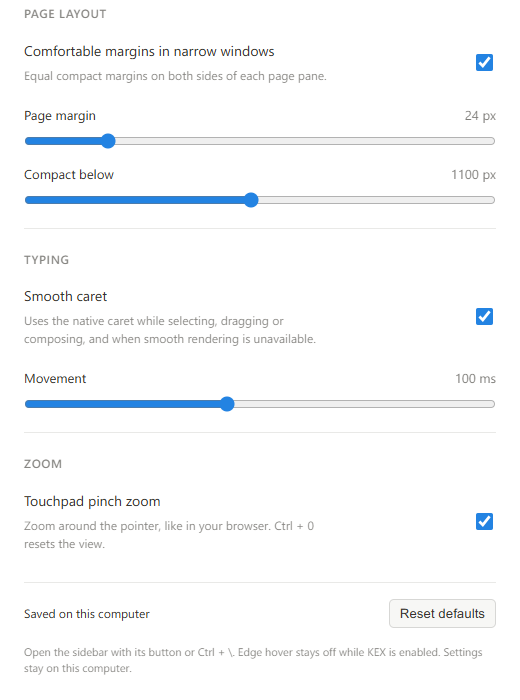 PAGE LAYOUT
Comfortable margins in narrow windows
Equal compact margins on both sides of each page pane.
Page margin 24 px
Compact below 1100 px
TYPING
Smooth caret
Uses the native caret while selecting, dragging or
composing, and when smooth rendering is unavailable.
Movement 100 ms
ZOOM
Touchpad pinch zoom
Zoom around the pointer, like in your browser. Ctrl + 0
resets the view.
Saved on this computer Reset defaults
Open the sidebar with its button or Ctrl + \. Edge hover stays off while KEX is enabled. Settings
stay on this computer.